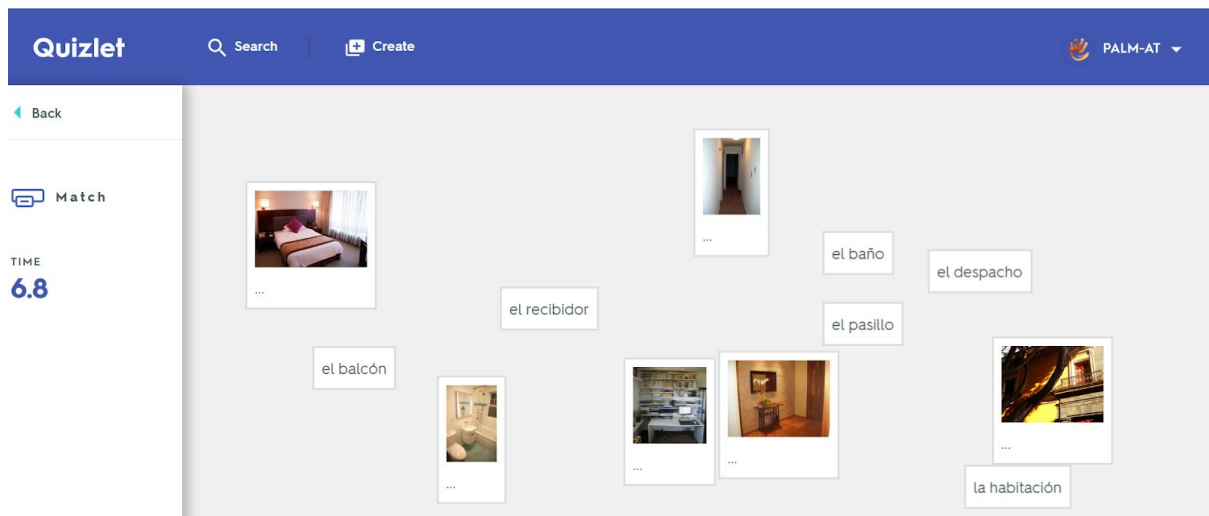 Quizlet
Search
Create
PALM-AT
Back
Match
TIME
6.8
...
...
el baño
el despacho
el recibidor
el pasillo
el balcón
...
...
...
...
la habitación